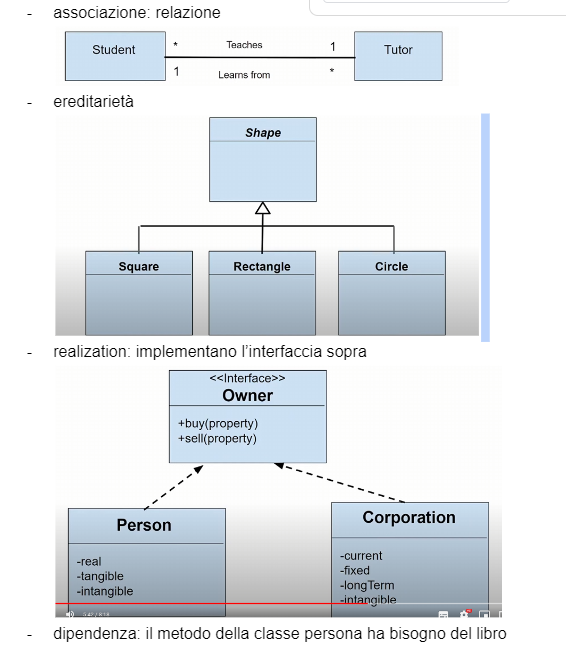 - associazione: relazione
Student * Teaches 1 Tutor
1 Learns from *
- ereditarietà
Shape
Square Rectangle Circle
- realization: implementano l'interfaccia sopra
<<Interface>>
Owner
+buy(property)
+sell(property)
Person
-real
-tangible
-intangible
Corporation
-current
-fixed
-longTerm
-intangible
- dipendenza: il metodo della classe persona ha bisogno del libro